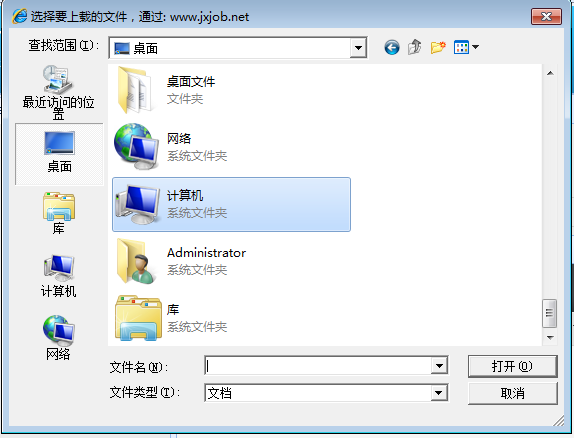 选择要上载的文件，通过: www.jxjob.net
查找范围(I):
桌面
最近访问的位
置
桌面
库
计算机
网络
桌面文件
文件夹
网络
系统文件夹
计算机
系统文件夹
Administrator
系统文件夹
库
系统文件夹
文件名(N):
打开(O)
文件类型(T):
文档
取消